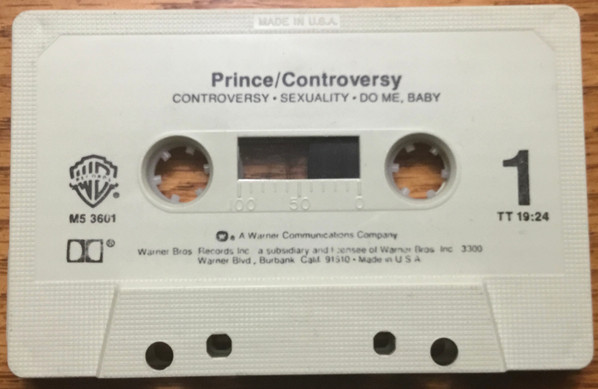 MADE IN U.S.A.
Prince/Controversy
CONTROVERSY • SEXUALITY • DO ME, BABY
RECORDS
M5 3601
1
TT 19:24
100 50 0
A Warner Communications Company
Warner Bros. Records Inc. a subsidiary and licensee of Warner Bros. Inc. 3300
Warner Blvd., Burbank, Calif. 91510 • Made in U.S.A.